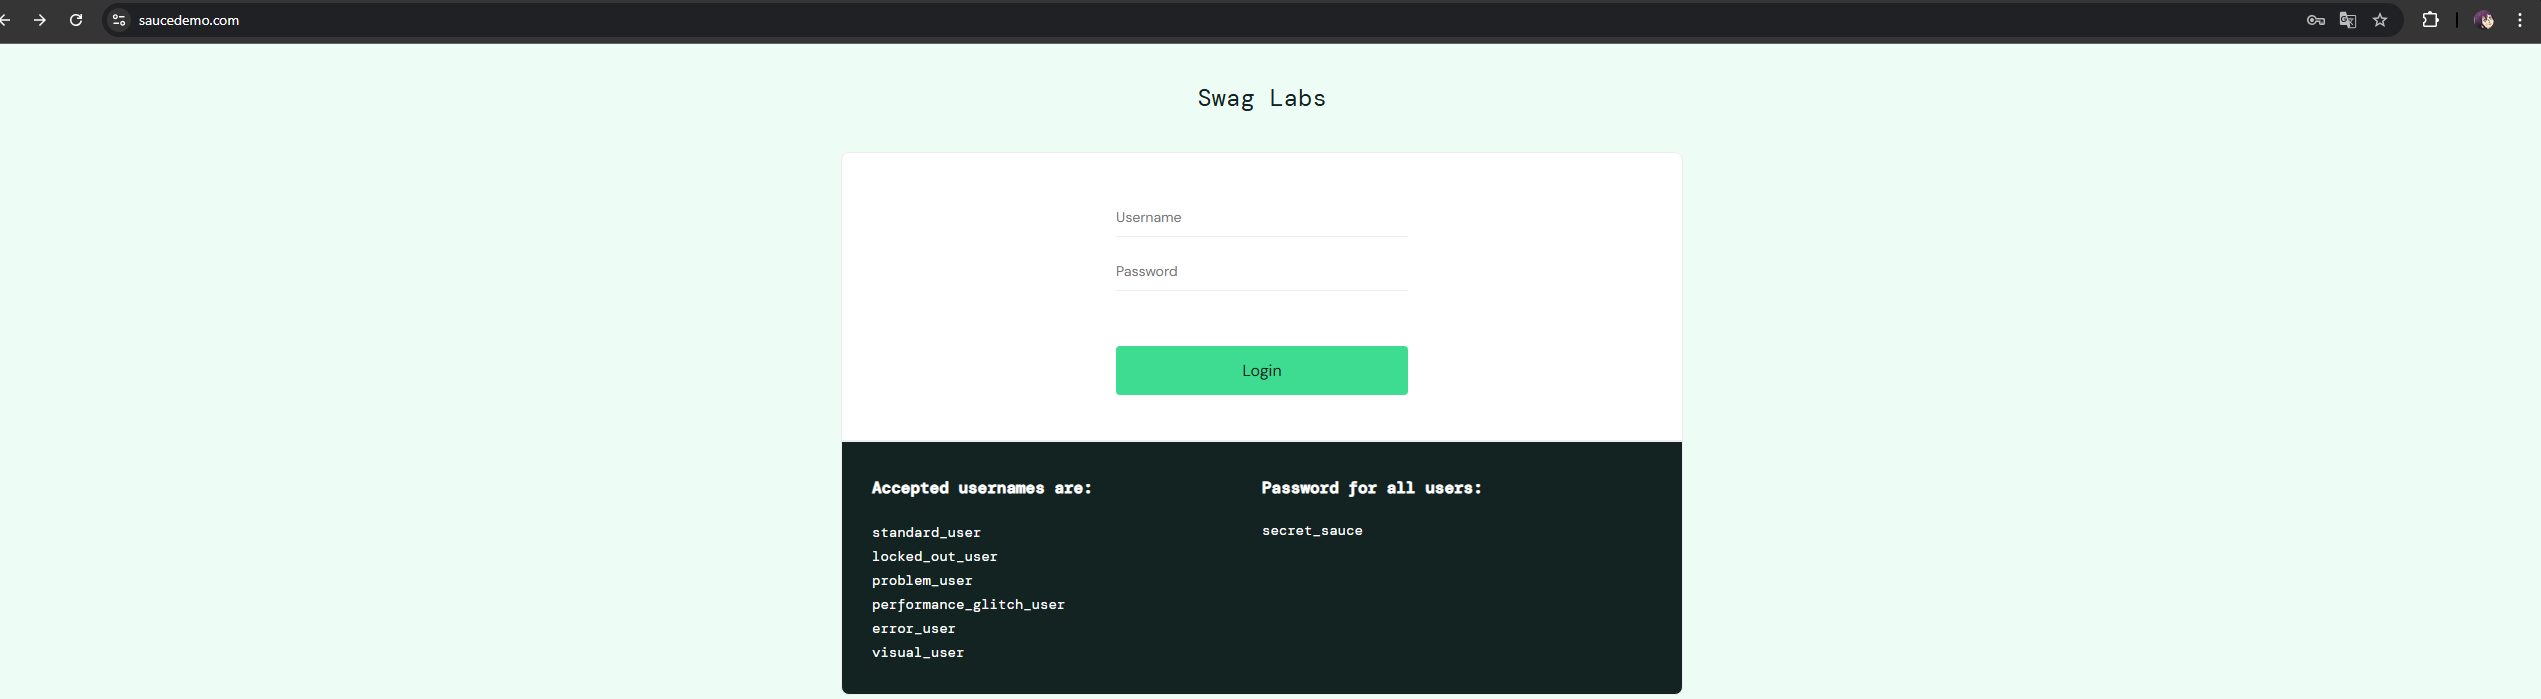 saucedemo.com
Swag Labs
Username
Password
Login
Accepted usernames are:
standard_user
locked_out_user
problem_user
performance_glitch_user
error_user
visual_user
Password for all users:
secret_sauce